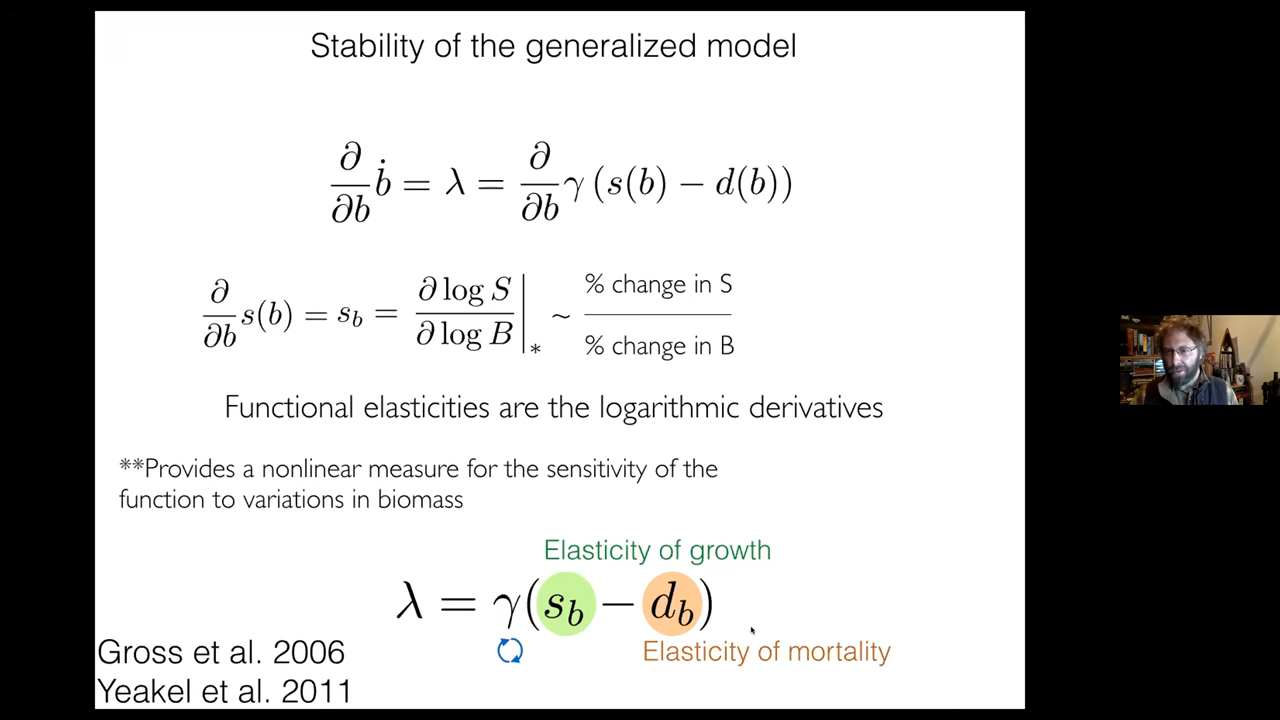 Stability of the generalized model
∂/∂b ḃ = λ = ∂/∂b γ (s(b) − d(b))
∂/∂b s(b) = s_b = ∂ log S / ∂ log B |_* ~ % change in S / % change in B
Functional elasticities are the logarithmic derivatives
**Provides a nonlinear measure for the sensitivity of the
function to variations in biomass
Elasticity of growth
λ = γ(s_b − d_b)
Elasticity of mortality
Gross et al. 2006
Yeakel et al. 2011